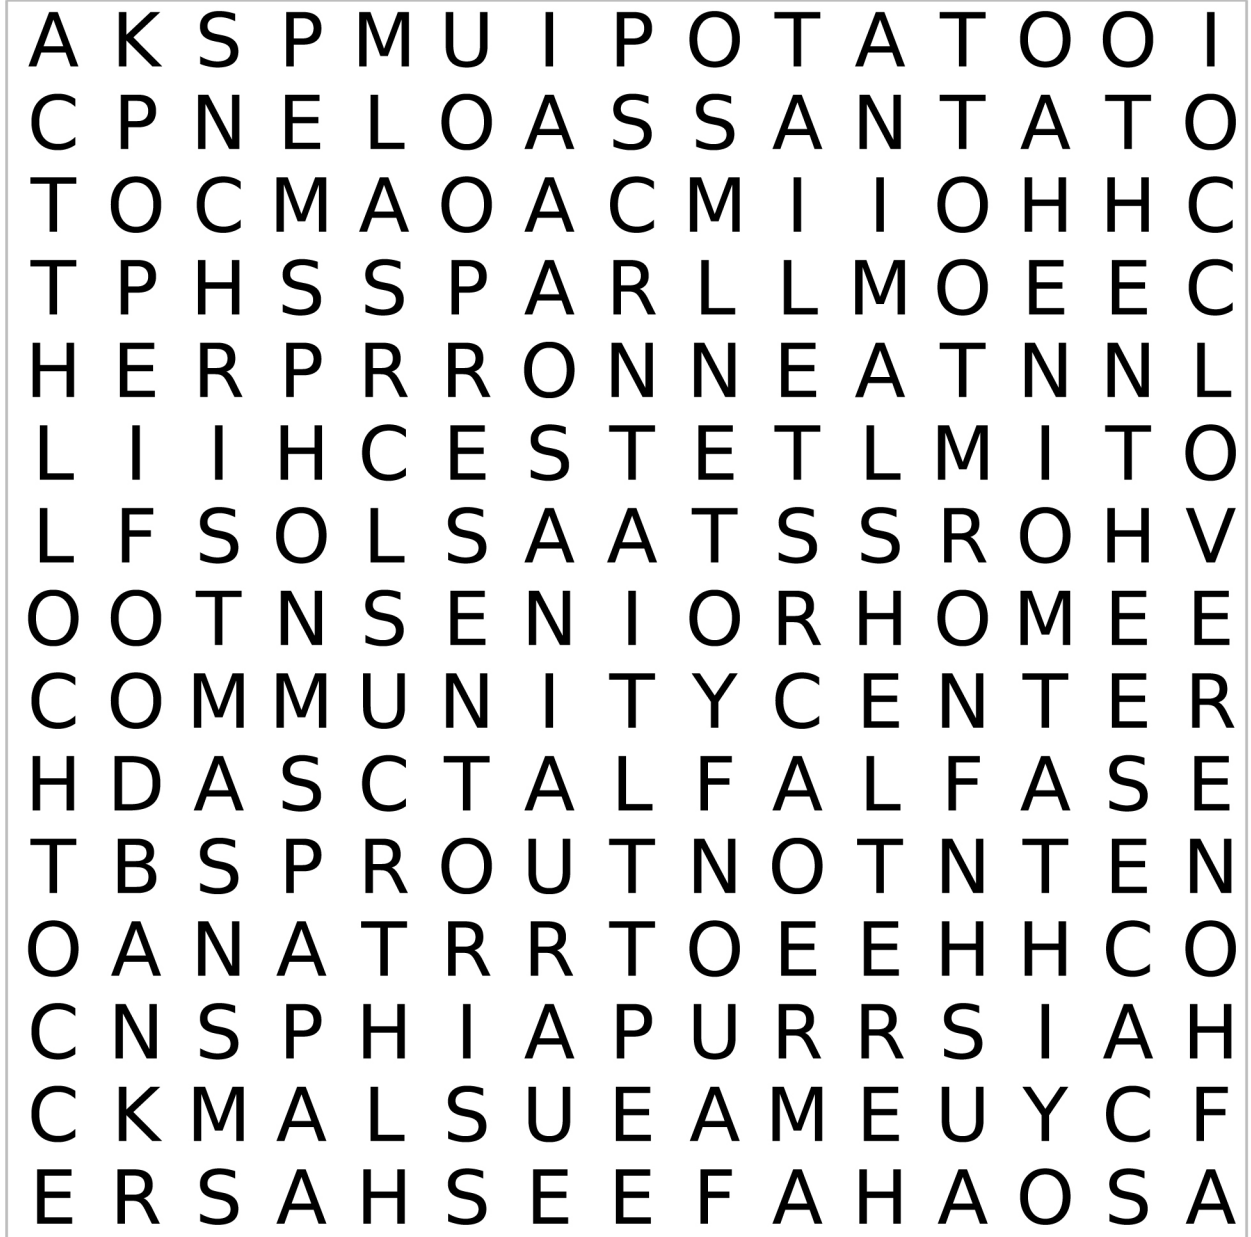 A K S P M U I P O T A T O O I
C P N E L O A S S A N T A T O
T O C M A O A C M I I O H H C
T P H S S P A R L L M O E E C
H E R P R R O N N E A T N N L
L I I H C E S T E T L M I T O
L F S O L S A A T S S R O H V
O O T N S E N I O R H O M E E
C O M M U N I T Y C E N T E R
H D A S C T A L F A L F A S E
T B S P R O U T N O T N T E N
O A N A T R R T O E E H H C O
C N S P H I A P U R R S I A H
C K M A L S U E A M E U Y C F
E R S A H S E E F A H A O S A